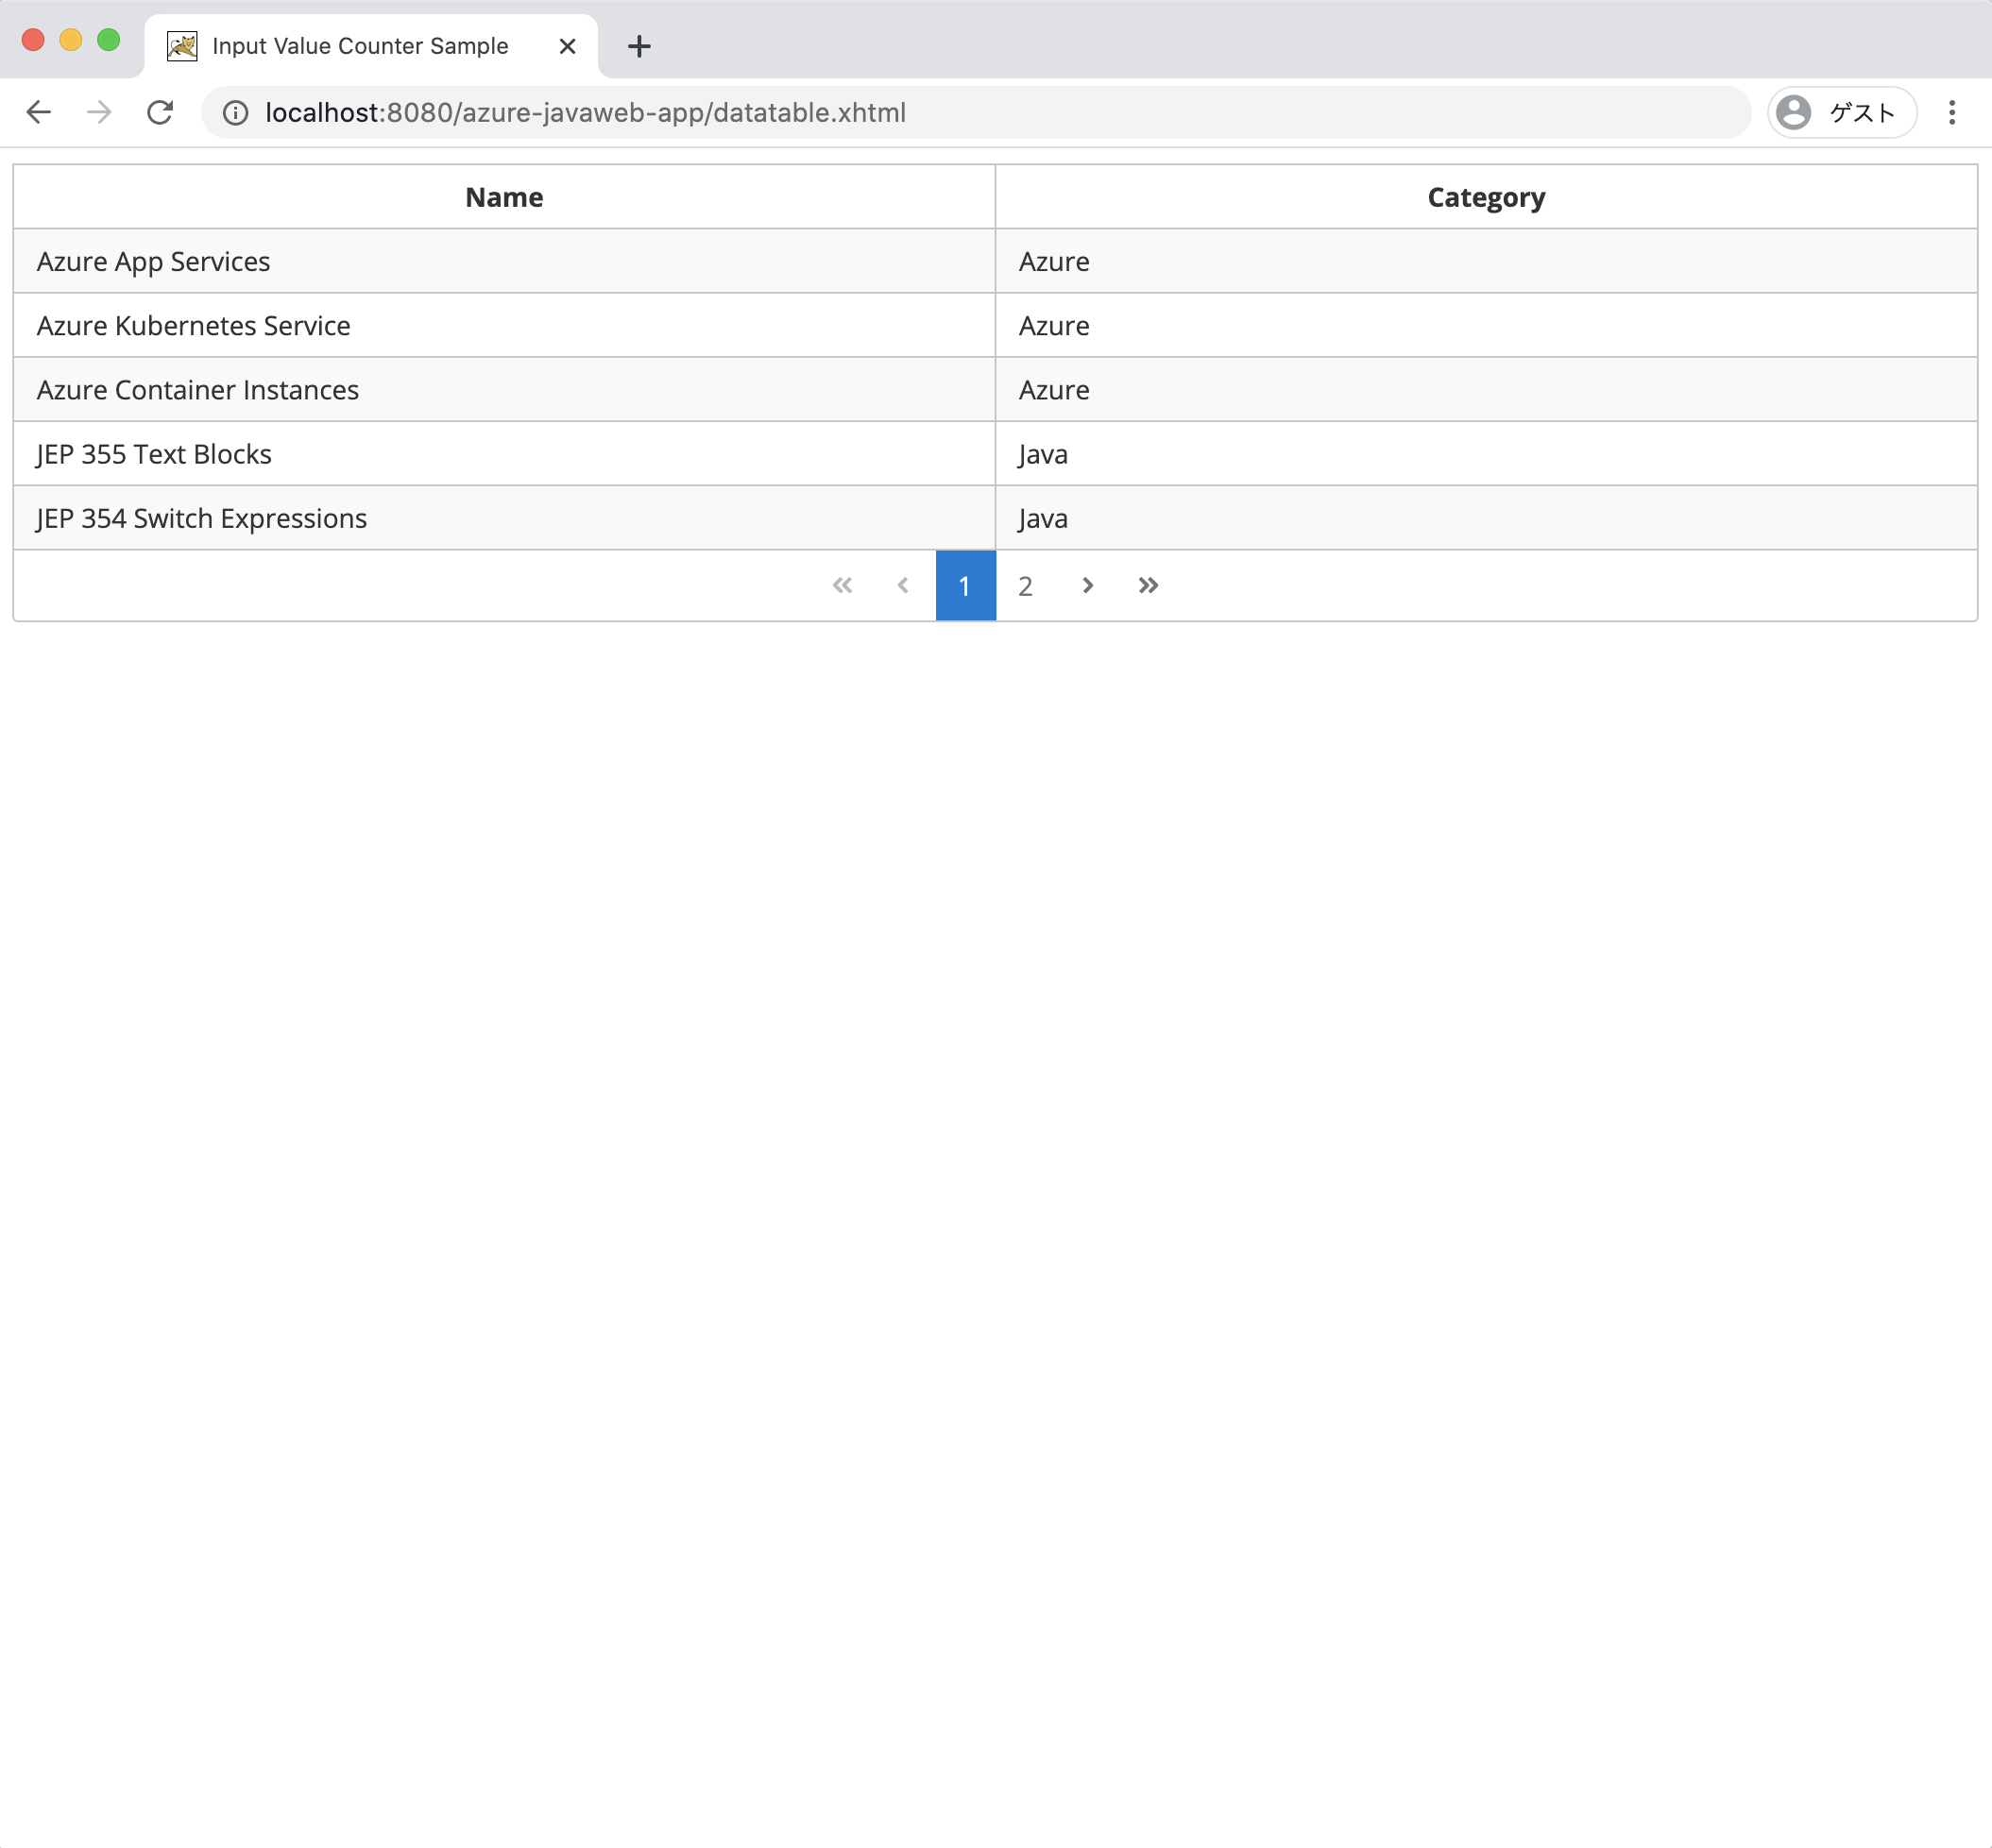 Input Value Counter Sample
localhost:8080/azure-javaweb-app/datatable.xhtml ゲスト
Name Category
Azure App Services Azure
Azure Kubernetes Service Azure
Azure Container Instances Azure
JEP 355 Text Blocks Java
JEP 354 Switch Expressions Java
1 2